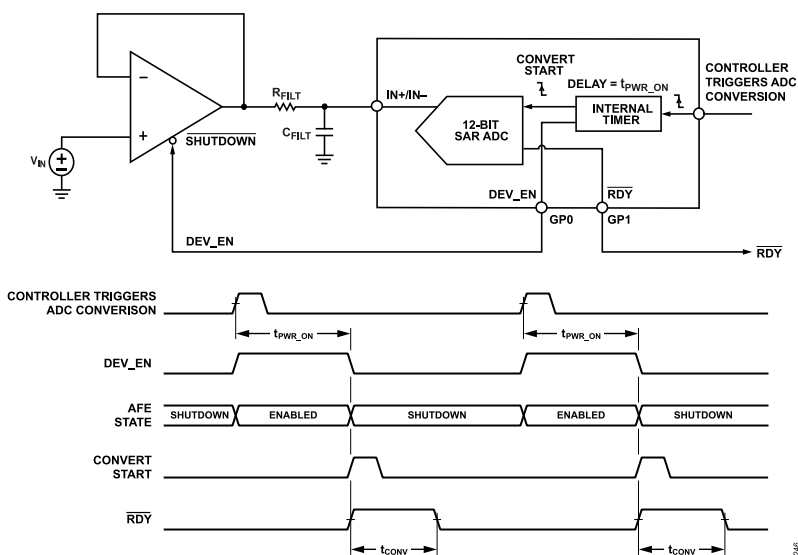 CONVERT
START
CONTROLLER
TRIGGERS ADC
CONVERSION
DELAY = tPWR_ON
RFILT
IN+/IN–
INTERNAL
TIMER
12-BIT
SAR ADC
–
+
SHUTDOWN
CFILT
VIN
DEV_EN
RDY
GP0
GP1
DEV_EN
RDY
CONTROLLER TRIGGERS
ADC CONVERISON
tPWR_ON
tPWR_ON
DEV_EN
AFE
STATE
SHUTDOWN
ENABLED
SHUTDOWN
ENABLED
SHUTDOWN
CONVERT
START
RDY
tCONV
tCONV
246